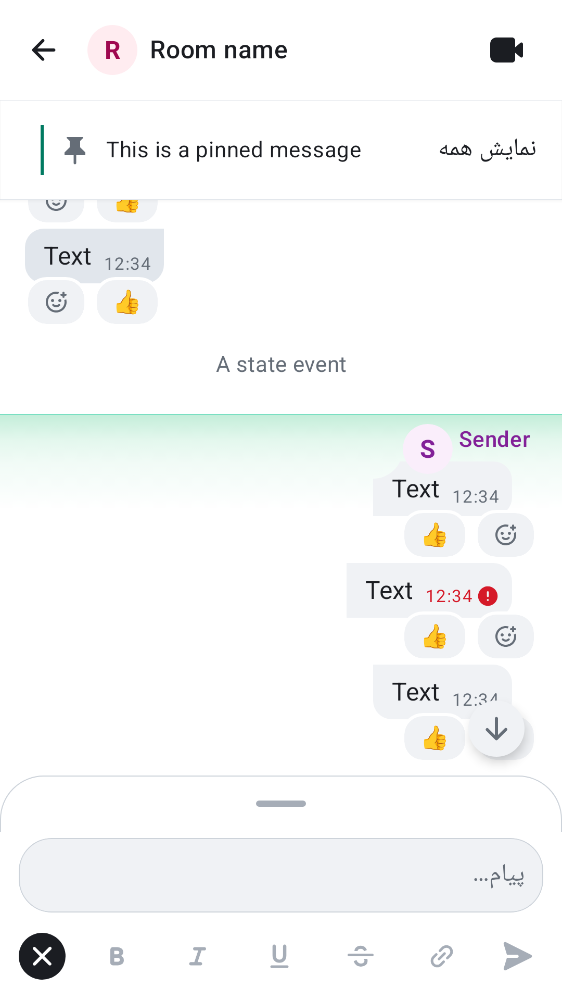 R Room name
This is a pinned message نمایش همه
Text 12:34
A state event
S Sender
Text 12:34
Text 12:34
Text 12:34
پیام...
B I U S